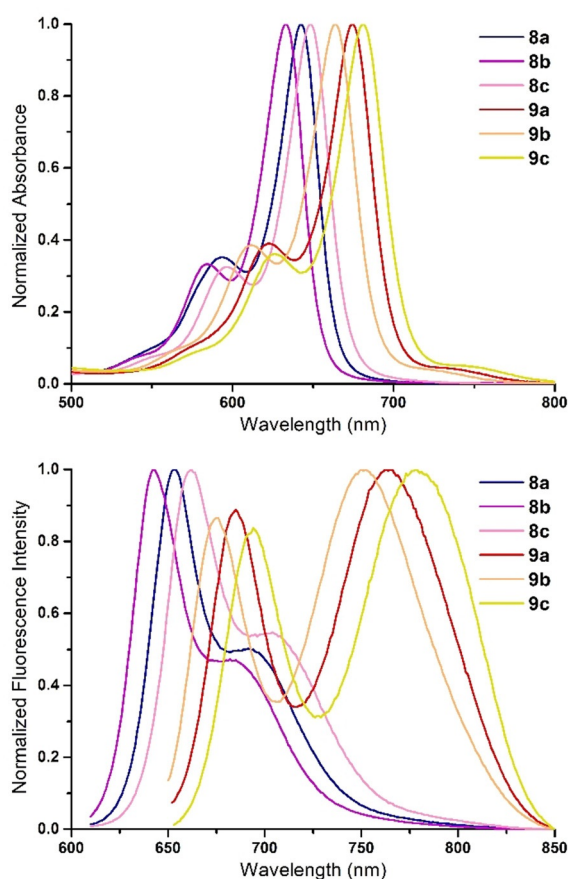 Normalized Absorbance
1.0
0.8
0.6
0.4
0.2
0.0
500
600
700
800
Wavelength (nm)
8a
8b
8c
9a
9b
9c
Normalized Fluorescence Intensity
1.0
0.8
0.6
0.4
0.2
0.0
600
650
700
750
800
850
Wavelength (nm)
8a
8b
8c
9a
9b
9c